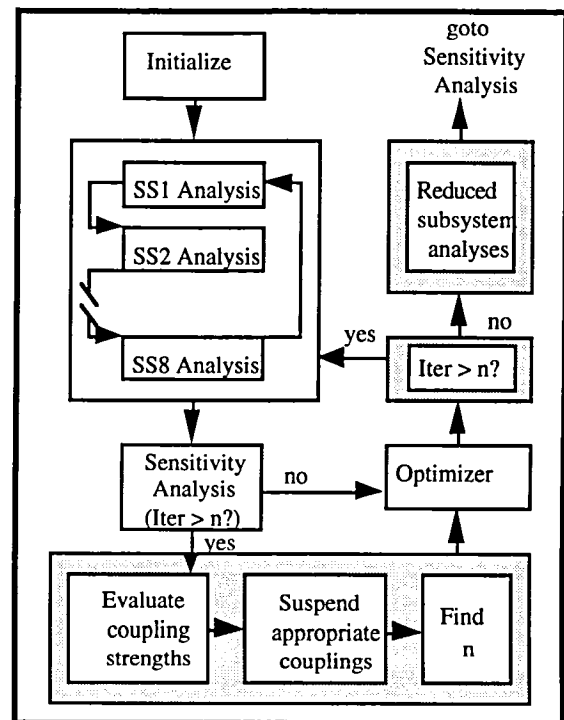 Initialize
goto
Sensitivity
Analysis
SS1 Analysis
SS2 Analysis
SS8 Analysis
Reduced
subsystem
analyses
yes
no
Iter > n?
Sensitivity
Analysis
(Iter > n?)
no
Optimizer
yes
Evaluate
coupling
strengths
Suspend
appropriate
couplings
Find
n